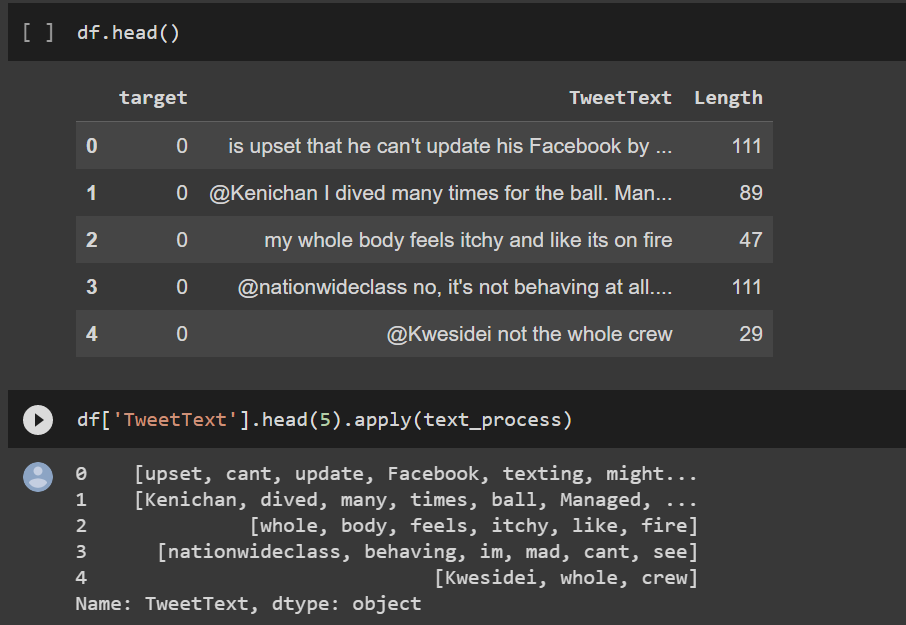 [ ] df.head()
target TweetText Length
0 0 is upset that he can't update his Facebook by ... 111
1 0 @Kenichan I dived many times for the ball. Man... 89
2 0 my whole body feels itchy and like its on fire 47
3 0 @nationwideclass no, it's not behaving at all.... 111
4 0 @Kwesidei not the whole crew 29
df['TweetText'].head(5).apply(text_process)
0 [upset, cant, update, Facebook, texting, might...
1 [Kenichan, dived, many, times, ball, Managed, ...
2 [whole, body, feels, itchy, like, fire]
3 [nationwideclass, behaving, im, mad, cant, see]
4 [Kwesidei, whole, crew]
Name: TweetText, dtype: object